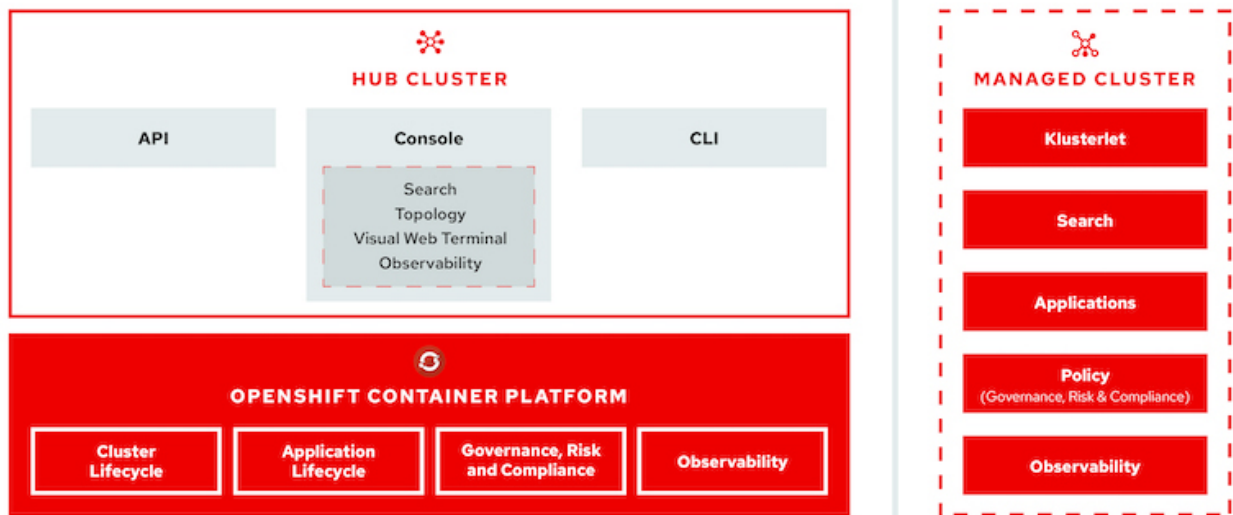 HUB CLUSTER
API
Console
Search
Topology
Visual Web Terminal
Observability
CLI
OPENSHIFT CONTAINER PLATFORM
Cluster
Lifecycle
Application
Lifecycle
Governance, Risk
and Compliance
Observability
MANAGED CLUSTER
Klusterlet
Search
Applications
Policy
(Governance, Risk & Compliance)
Observability